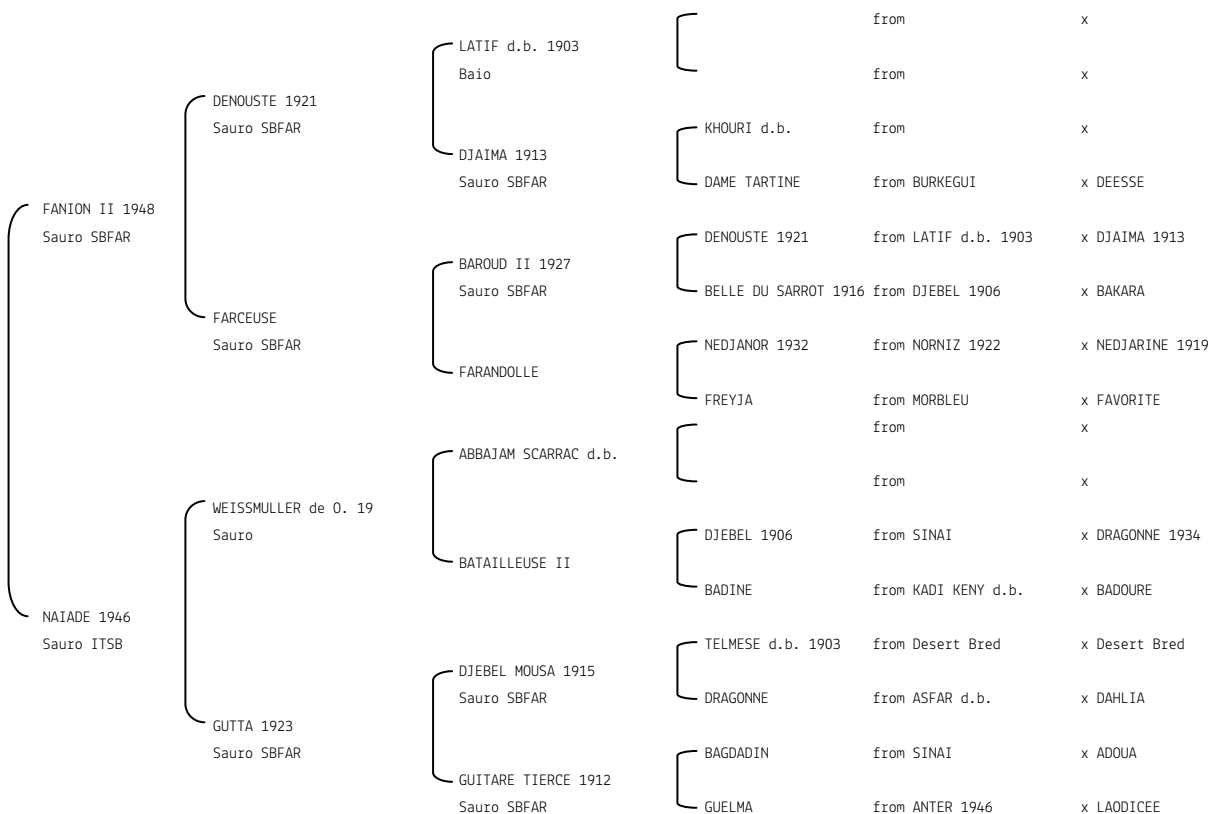 from x
LATIF d.b. 1903
Baio from x
DENOUSTE 1921
Sauro SBFAR KHOURI d.b. from x
DJAIMA 1913
Sauro SBFAR DAME TARTINE from BURKEGUI x DEESSE
FANION II 1948
Sauro SBFAR DENOUSTE 1921 from LATIF d.b. 1903 x DJAIMA 1913
BAROUD II 1927
Sauro SBFAR BELLE DU SARROT 1916 from DJEBEL 1906 x BAKARA
FARCEUSE
Sauro SBFAR NEDJANOR 1932 from NORNIZ 1922 x NEDJARINE 1919
FARANDOLLE
FREYJA from MORBLEU x FAVORITE
from x
ABBAJAM SCARRAC d.b.
from x
WEISSMULLER de O. 19
Sauro DJEBEL 1906 from SINAI x DRAGONNE 1934
BATAILLEUSE II
BADINE from KADI KENY d.b. x BADOURE
NAIADE 1946
Sauro ITSB TELMESE d.b. 1903 from Desert Bred x Desert Bred
DJEBEL MOUSA 1915
Sauro SBFAR DRAGONNE from ASFAR d.b. x DAHLIA
GUTTA 1923
Sauro SBFAR BAGDADIN from SINAI x ADOUA
GUITARE TIERCE 1912
Sauro SBFAR GUELMA from ANTER 1946 x LAODICEE